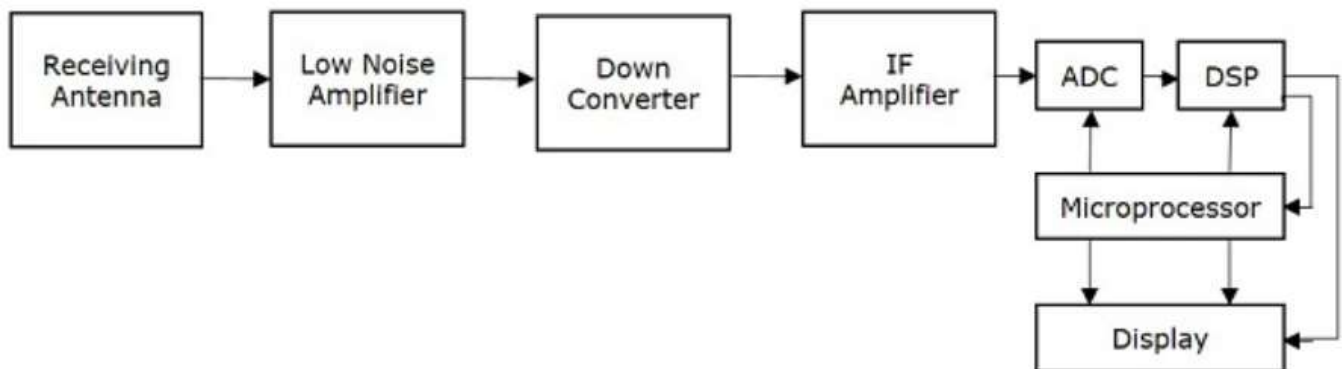 Receiving
Antenna
Low Noise
Amplifier
Down
Converter
IF
Amplifier
ADC
DSP
Microprocessor
Display